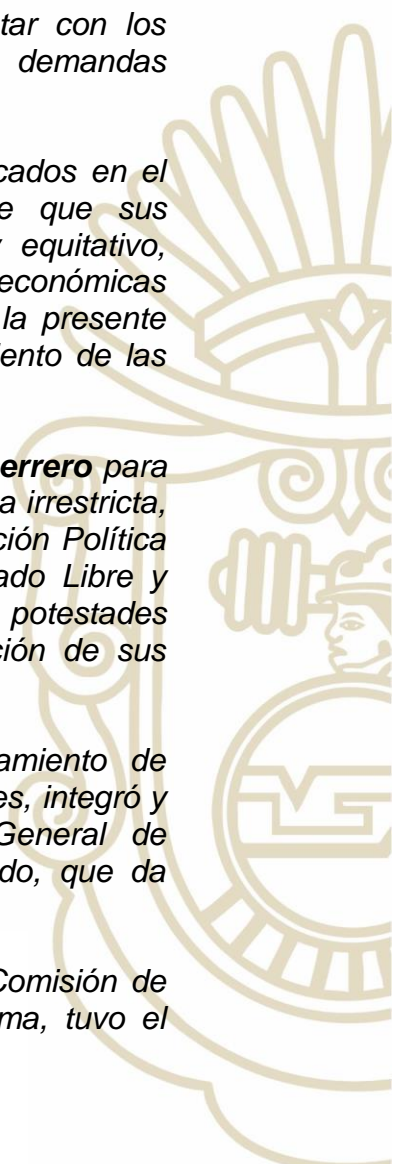 tar con los
demandas
cados en el
e que sus
equitativo,
económicas
la presente
ento de las
errero para
a irrestricta,
ción Política
ado Libre y
potestades
ción de sus
amiento de
es, integró y
General de
do, que da
Comisión de
ma, tuvo el